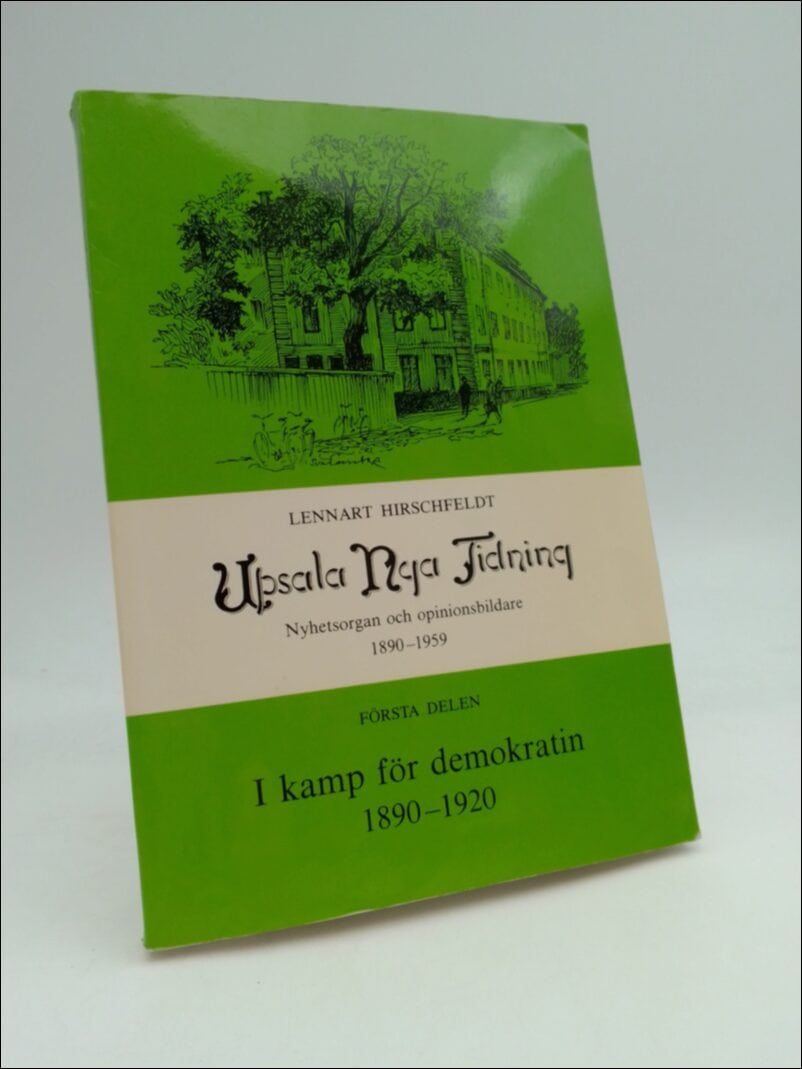 LENNART HIRSCHFELDT
Upsala Nya Tidning
Nyhetsorgan och opinionsbildare
1890–1959
FÖRSTA DELEN
I kamp för demokratin
1890–1920